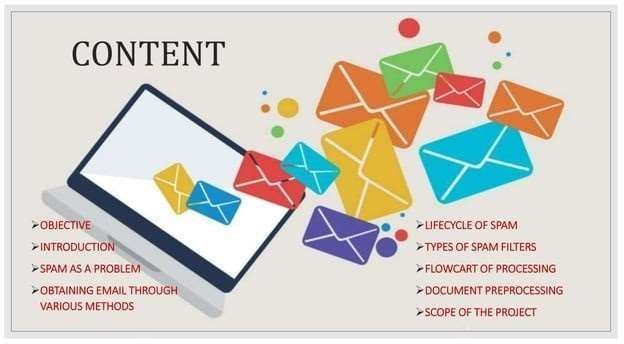 CONTENT
➢OBJECTIVE
➢INTRODUCTION
➢SPAM AS A PROBLEM
➢OBTAINING EMAIL THROUGH
VARIOUS METHODS
➢LIFECYCLE OF SPAM
➢TYPES OF SPAM FILTERS
➢FLOWCART OF PROCESSING
➢DOCUMENT PREPROCESSING
➢SCOPE OF THE PROJECT